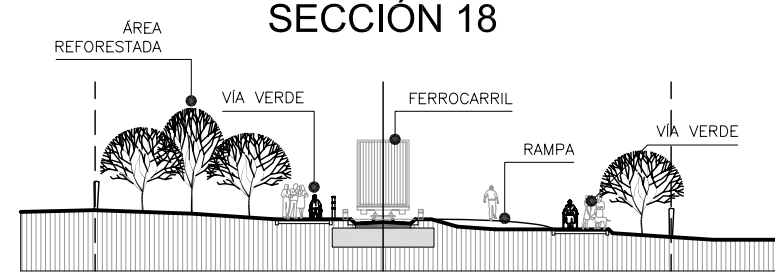 SECCIÓN 18
ÁREA
REFORESTADA
VÍA VERDE
FERROCARRIL
RAMPA
VÍA VERDE